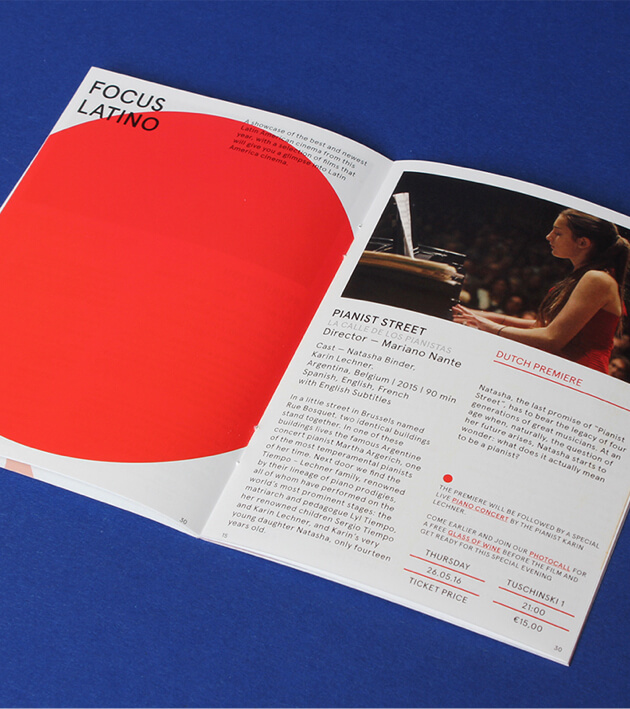 FOCUS
LATINO
A showcase of the best and newest
Latin American cinema from this
year, with a selection of films that
will give you a glimpse into Latin
America cinema.
30
PIANIST STREET
LA CALLE DE LOS PIANISTAS
Director — Mariano Nante
Cast — Natasha Binder,
Karin Lechner.
Argentina, Belgium | 2015 | 90 min
Spanish, English, French
with English Subtitles
In a little street in Brussels named
Rue Bosquet, two identical buildings
stand together. In one of these
buildings lives the famous Argentine
concert pianist Martha Argerich, one
of the most temperamental pianists
of her time. Next door we find the
Tiempo – Lechner family, renowned
by their lineage of piano prodigies,
all of whom have performed on the
world's most prominent stages: the
matriarch and pedagogue Lyl Tiempo,
her renowned children Sergio Tiempo
and Karin Lechner, and Karin's very
young daughter Natasha, only fourteen
years old.
15
DUTCH PREMIERE
Natasha, the last promise of "Pianist
Street", has to bear the legacy of four
generations of great musicians. At an
age when, naturally, the question of
her future arises. Natasha starts to
wonder: what does it actually mean
to be a pianist?
THE PREMIERE WILL BE FOLLOWED BY A SPECIAL
LIVE PIANO CONCERT BY THE PIANIST KARIN
LECHNER
COME EARLIER AND JOIN OUR PHOTOCALL FOR
A FREE GLASS OF WINE BEFORE THE FILM AND
GET READY FOR THIS SPECIAL EVENING
THURSDAY
26.05.16
TICKET PRICE
TUSCHINSKI 1
21:00
€15,00
30